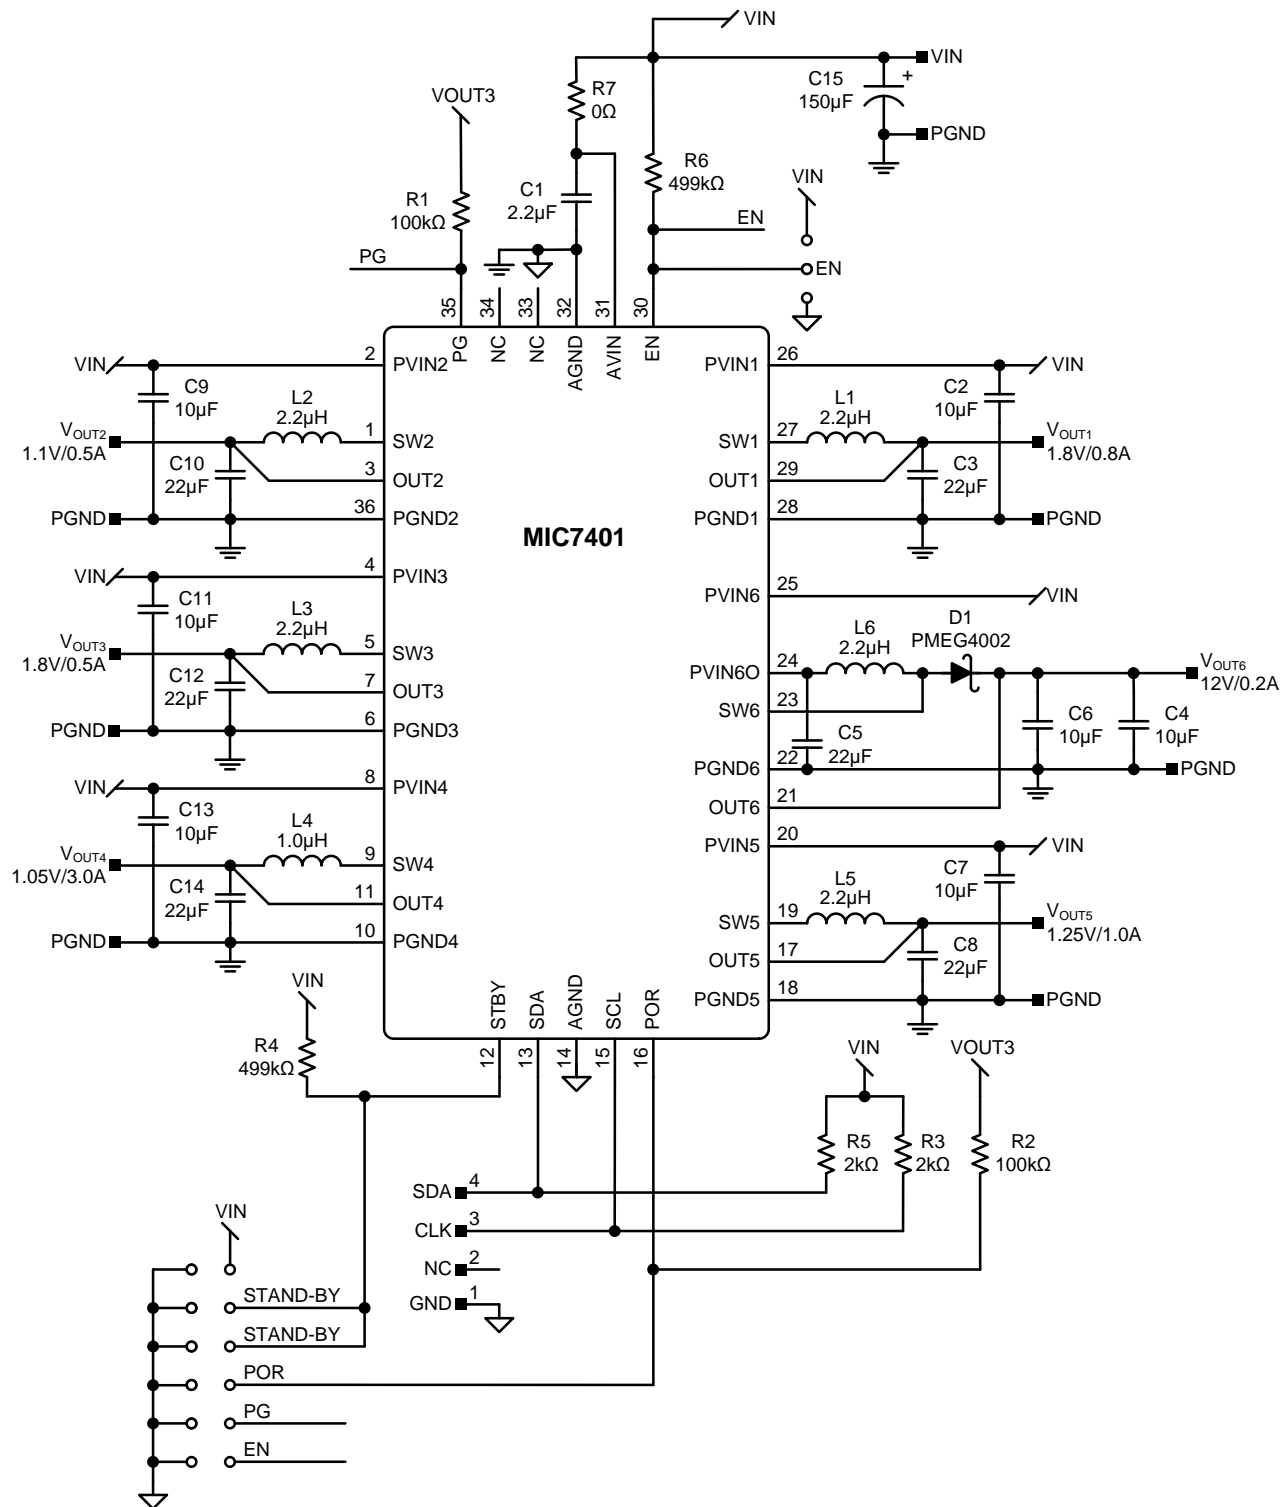 VIN
VIN
C15
150µF
+
PGND
R7
0Ω
VOUT3
R6
499kΩ
VIN
C1
2.2µF
R1
100kΩ
EN
EN
PG
35
34
33
32
31
30
PG
NC
NC
AGND
AVIN
EN
VIN
2
PVIN2
C9
10µF
L2
2.2µH
VOUT2
1.1V/0.5A
1
SW2
C10
22µF
3
OUT2
PGND
36
PGND2
MIC7401
PVIN1
26
VIN
C2
10µF
L1
2.2µH
SW1
27
VOUT1
1.8V/0.8A
OUT1
29
C3
22µF
PGND1
28
PGND
VIN
4
PVIN3
C11
10µF
L3
2.2µH
VOUT3
1.8V/0.5A
5
SW3
C12
22µF
7
OUT3
PGND
6
PGND3
PVIN6
25
VIN
D1
PMEG4002
L6
2.2µH
PVIN6O
24
VOUT6
12V/0.2A
SW6
23
C5
22µF
C6
10µF
C4
10µF
PGND6
22
PGND
OUT6
21
VIN
8
PVIN4
C13
10µF
L4
1.0µH
VOUT4
1.05V/3.0A
9
SW4
C14
22µF
11
OUT4
PGND
10
PGND4
PVIN5
20
VIN
C7
10µF
L5
2.2µH
SW5
19
VOUT5
1.25V/1.0A
OUT5
17
C8
22µF
PGND5
18
PGND
STBY
SDA
AGND
SCL
POR
12
13
14
15
16
VIN
R4
499kΩ
VIN
VOUT3
R5
2kΩ
R3
2kΩ
R2
100kΩ
SDA
4
CLK
3
NC
2
GND
1
VIN
STAND-BY
STAND-BY
POR
PG
EN